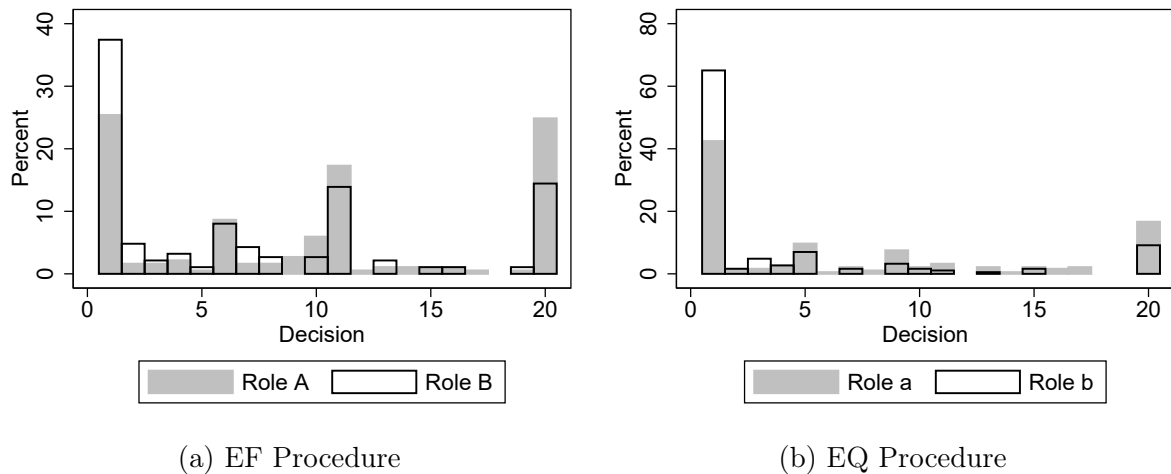 40
30
20
10
0
Percent
0 5 10 15 20
Decision
Role A Role B
(a) EF Procedure
80
60
40
20
0
Percent
0 5 10 15 20
Decision
Role a Role b
(b) EQ Procedure